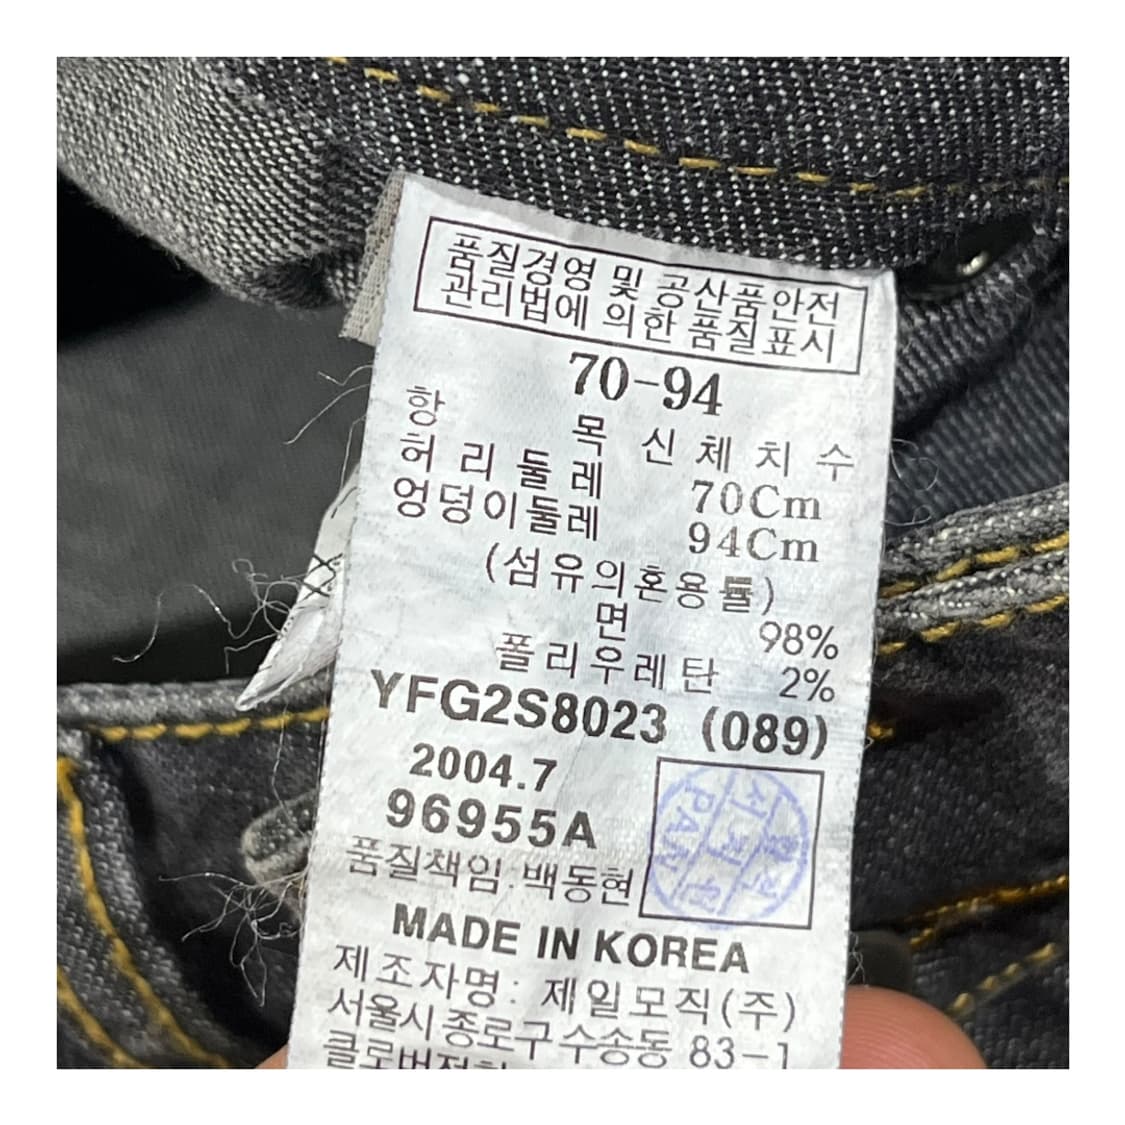 품질경영 및 공산품안전
관리법에 의한 품질표시
70-94
항 목 신 체 치 수
허 리 둘 레 70Cm
엉덩이둘레 94Cm
(섬유의혼용률)
면 98%
폴리우레탄 2%
YFG2S8023 (089)
2004.7
96955A
품질책임:백동현
MADE IN KOREA
제조자명: 제일모직(주)
서울시종로구수송동 83-1